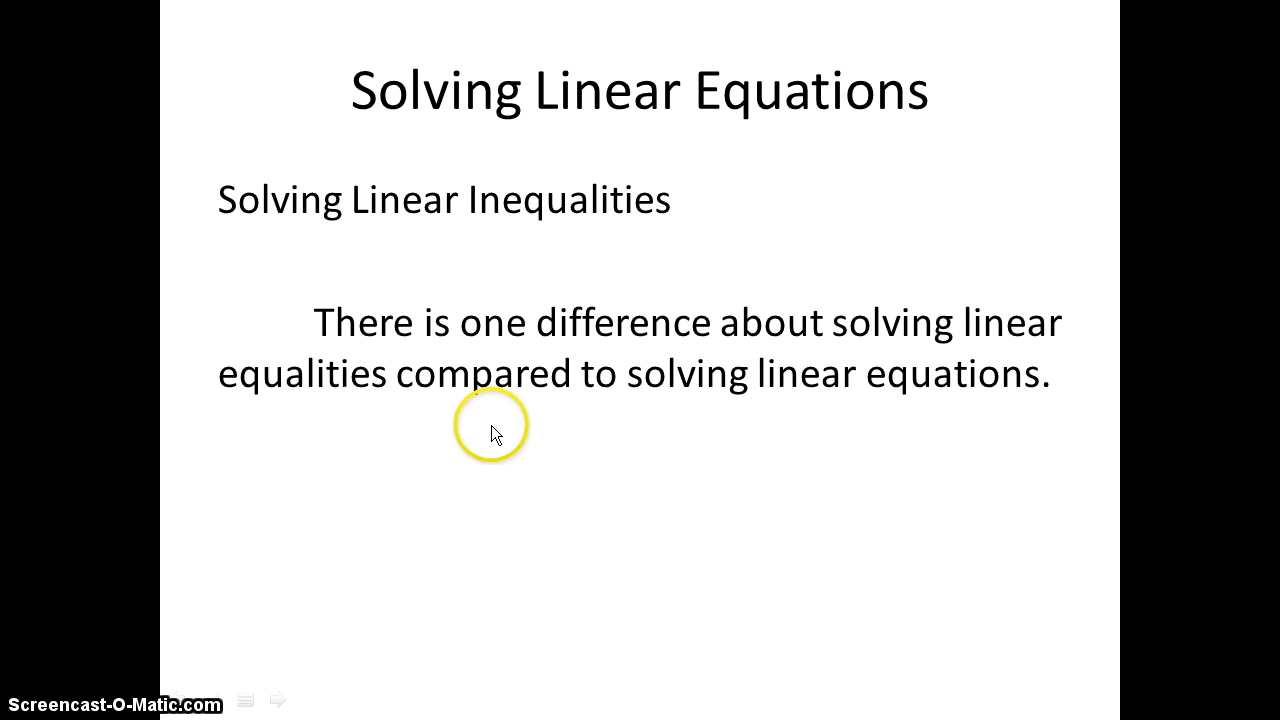 Solving Linear Equations
Solving Linear Inequalities
There is one difference about solving linear
equalities compared to solving linear equations.
Screencast-O-Matic.com